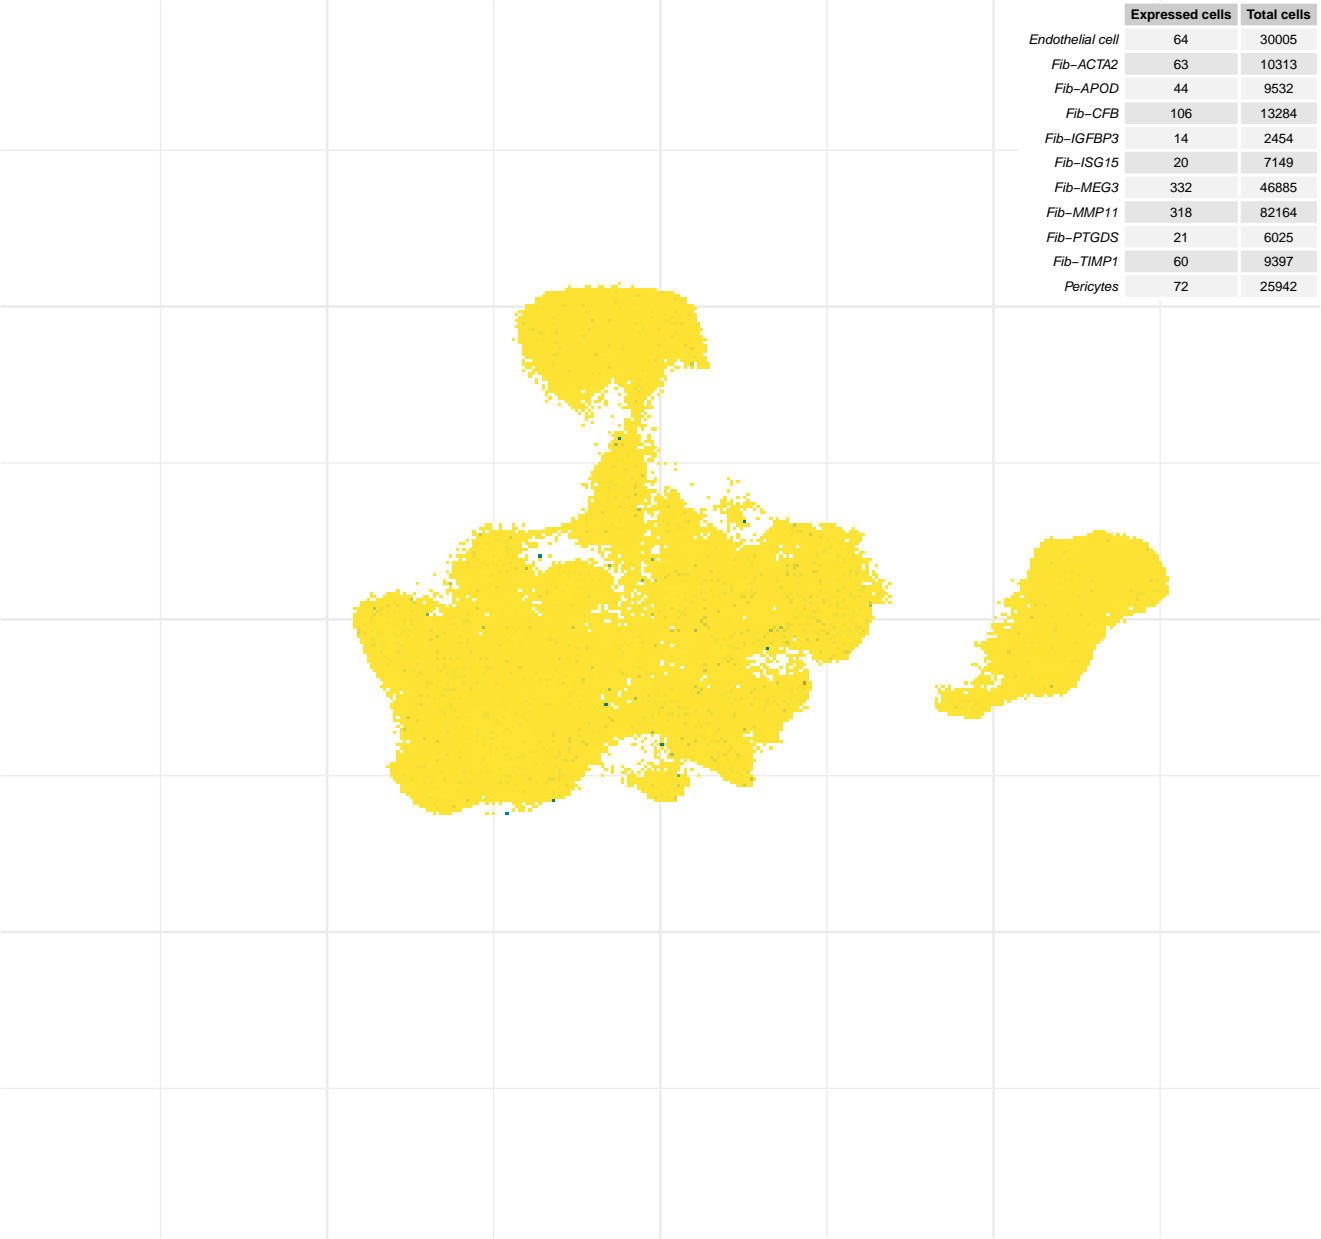 Expressed cells Total cells
Endothelial cell 64 30005
Fib−ACTA2 63 10313
Fib−APOD 44 9532
Fib−CFB 106 13284
Fib−IGFBP3 14 2454
Fib−ISG15 20 7149
Fib−MEG3 332 46885
Fib−MMP11 318 82164
Fib−PTGDS 21 6025
Fib−TIMP1 60 9397
Pericytes 72 25942